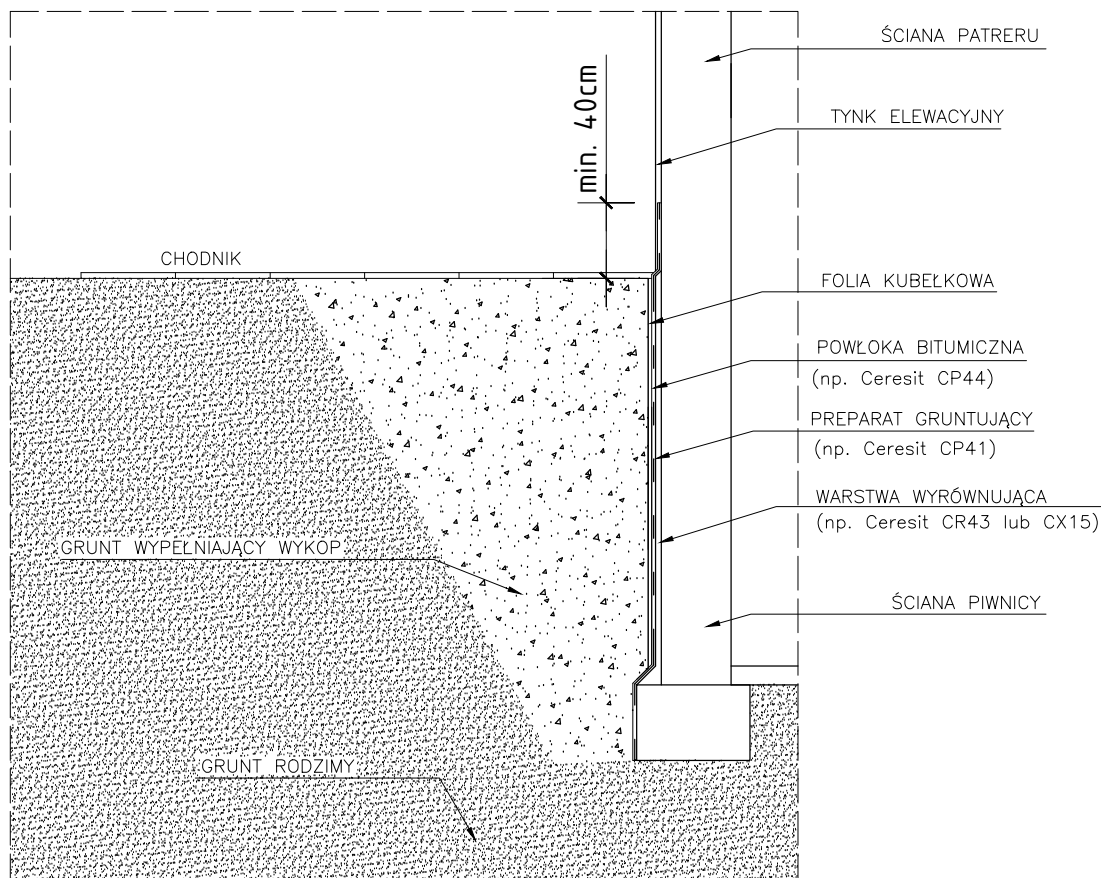 ŚCIANA PATRERU
TYNK ELEWACYJNY
min. 40cm
CHODNIK
FOLIA KUBEŁKOWA
POWŁOKA BITUMICZNA
(np. Ceresit CP44)
PREPARAT GRUNTUJĄCY
(np. Ceresit CP41)
WARSTWA WYRÓWNUJĄCA
(np. Ceresit CR43 lub CX15)
GRUNT WYPEŁNIAJĄCY WYKOP
ŚCIANA PIWNICY
GRUNT RODZIMY